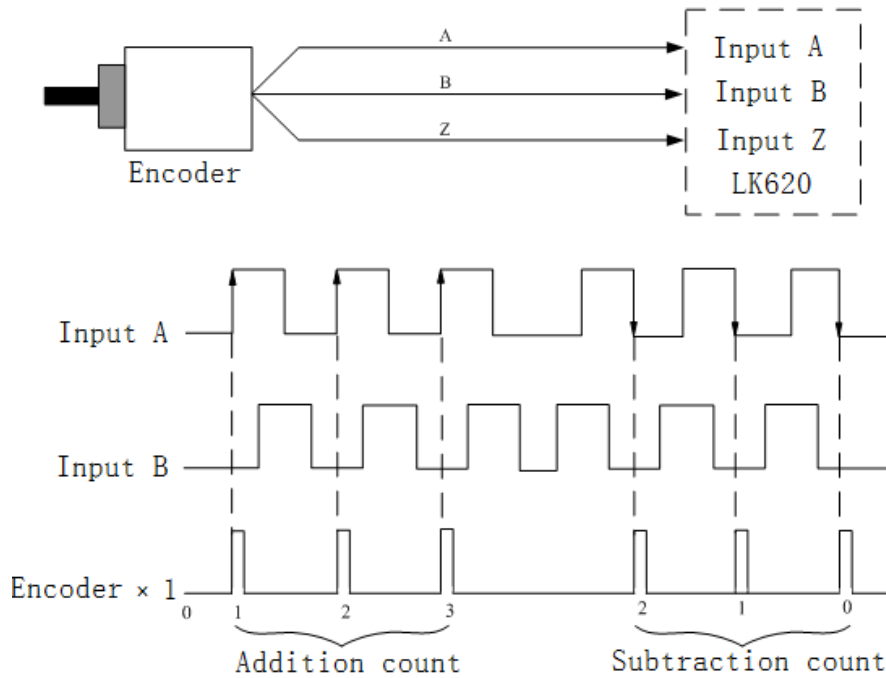 A
Input A
B
Input B
Z
Input Z
Encoder
LK620
Input A
Input B
Encoder × 1
0 1 2 3 2 1 0
Addition count
Subtraction count